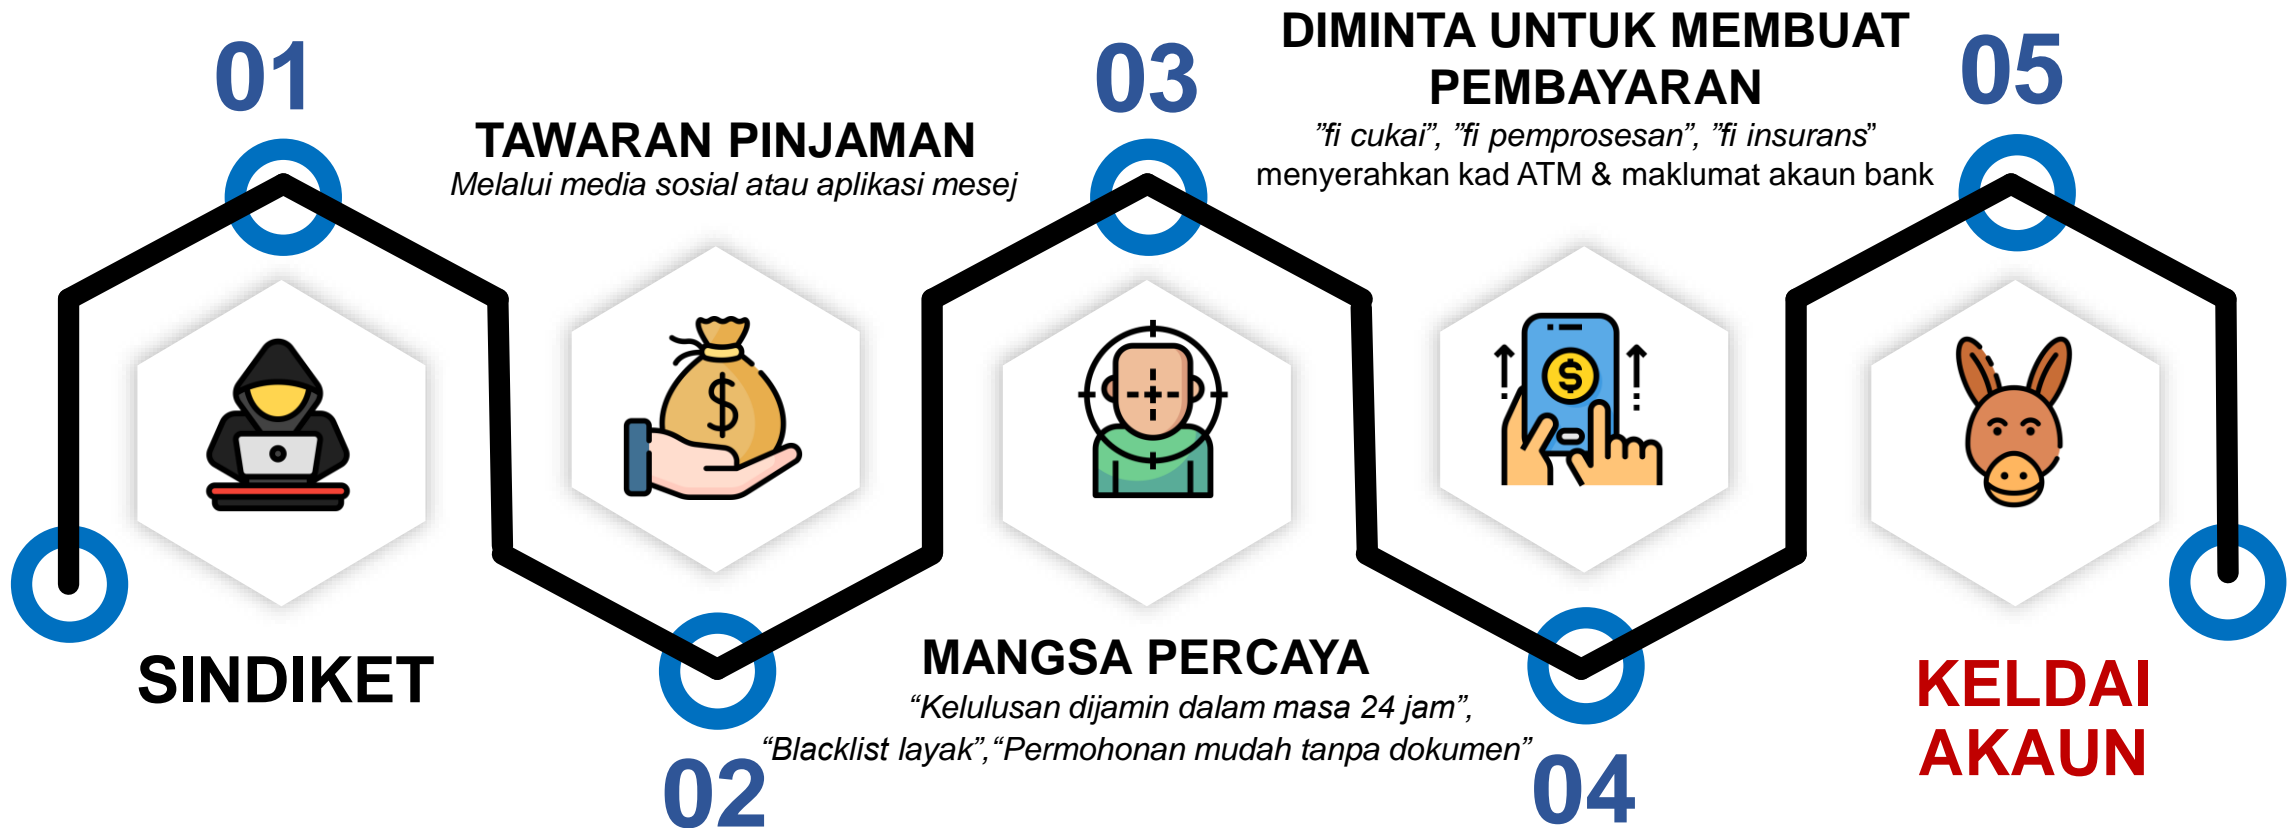 01
SINDIKET
TAWARAN PINJAMAN
Melalui media sosial atau aplikasi mesej
02
03
MANGSA PERCAYA
“Kelulusan dijamin dalam masa 24 jam”,
“Blacklist layak”,“Permohonan mudah tanpa dokumen”
DIMINTA UNTUK MEMBUAT
PEMBAYARAN
”fi cukai”, ”fi pemprosesan”, ”fi insurans”
menyerahkan kad ATM & maklumat akaun bank
04
05
KELDAI
AKAUN